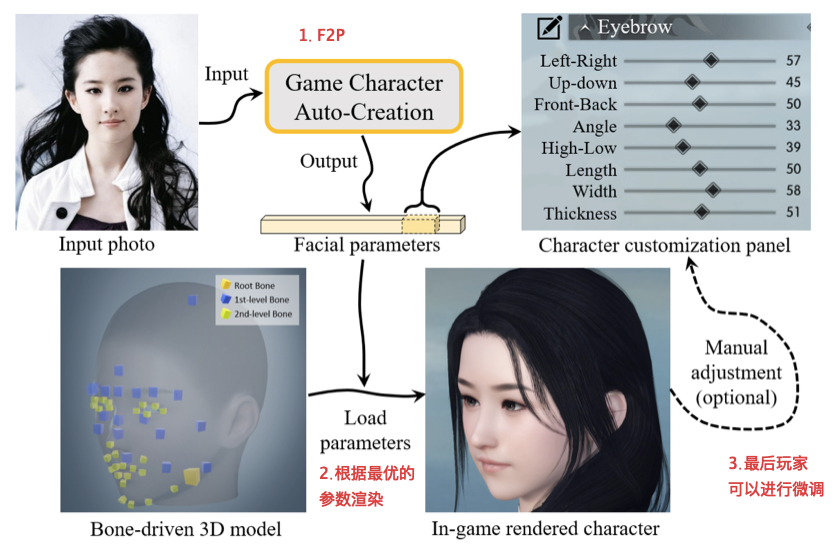 1. F2P
Input
Game Character
Auto-Creation
Output
Input photo
Facial parameters
Eyebrow
Left-Right 57
Up-down 45
Front-Back 50
Angle 33
High-Low 39
Length 50
Width 58
Thickness 51
Character customization panel
Root Bone
1st-level Bone
2nd-level Bone
Load
parameters
2.根据最优的
参数渲染
Manual
adjustment
(optional)
3.最后玩家
可以进行微调
Bone-driven 3D model
In-game rendered character